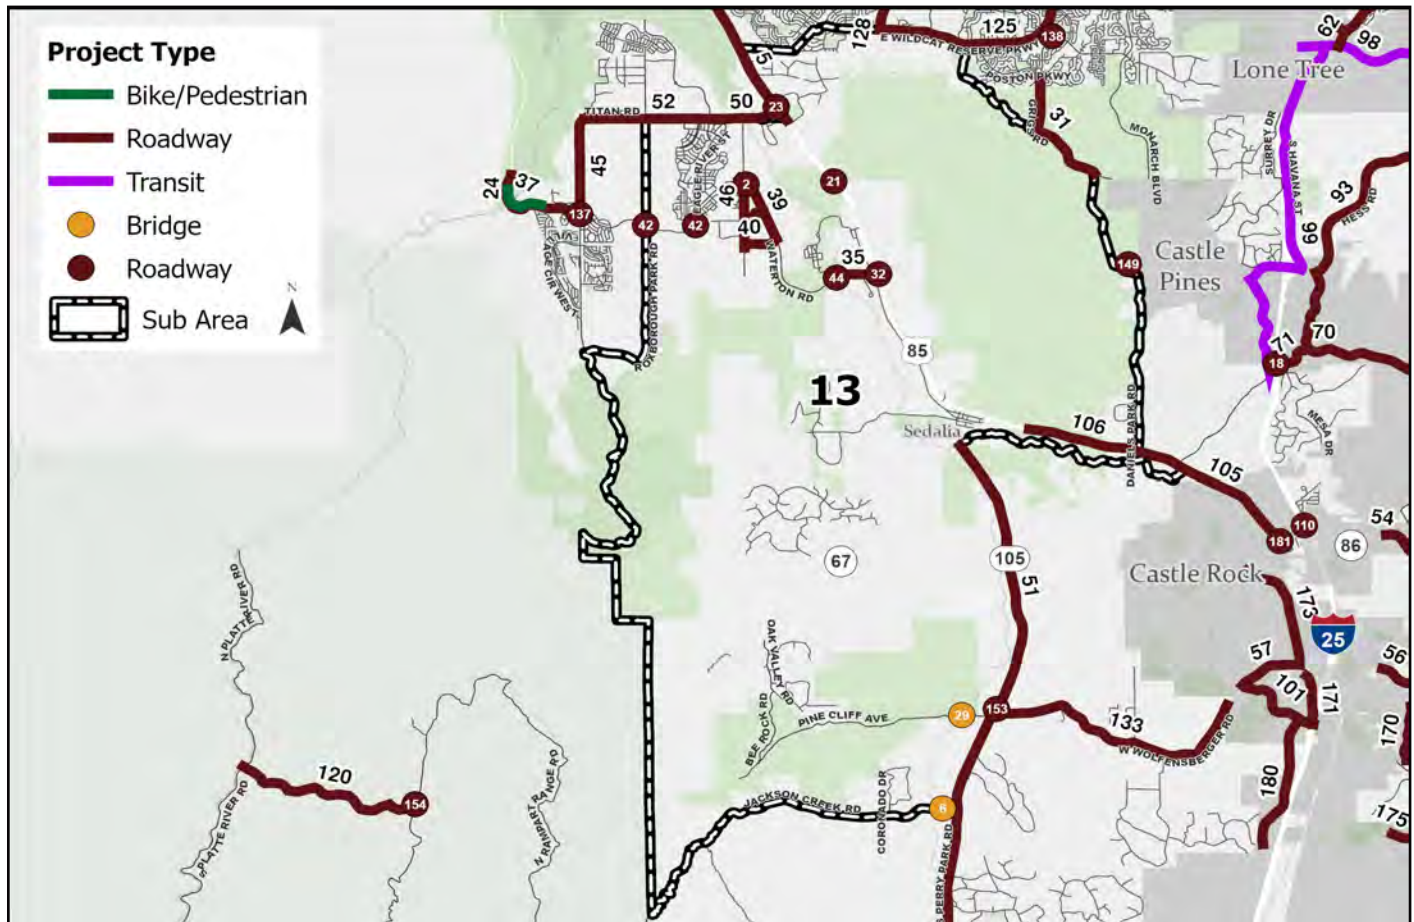 Project Type
Bike/Pedestrian
Roadway
Transit
Bridge
Roadway
N
Sub Area
128
125
E WILDCAT RESERVE PKWY
138
62
98
Lone Tree
POSTON PKWY
52
50
23
TITAN RD
GRIGS RD
31
MONARCH BLVD
SURREY DR
S HAVANA ST
EAGLE RIVER ST
45
24
37
137
42
42
46
2
39
40
21
93
HESS RD
66
WATERTON RD
35
44
32
149
Castle
Pines
ROXBOROUGH PARK RD
85
71
70
18
13
DANIELS PARK RD
MESA DR
Sedalia
106
105
110
181
54
86
67
105
51
Castle Rock
173
25
N PLATTE RIVER RD
OAK VALLEY RD
57
56
101
171
BEE ROCK RD
PINE CLIFF AVE
29
153
133
W WOLFENSBERGER RD
170
180
120
154
S PLATTE RIVER RD
N RAMPART RANGE RD
JACKSON CREEK RD
CORONADO DR
6
S PERRY PARK RD
175